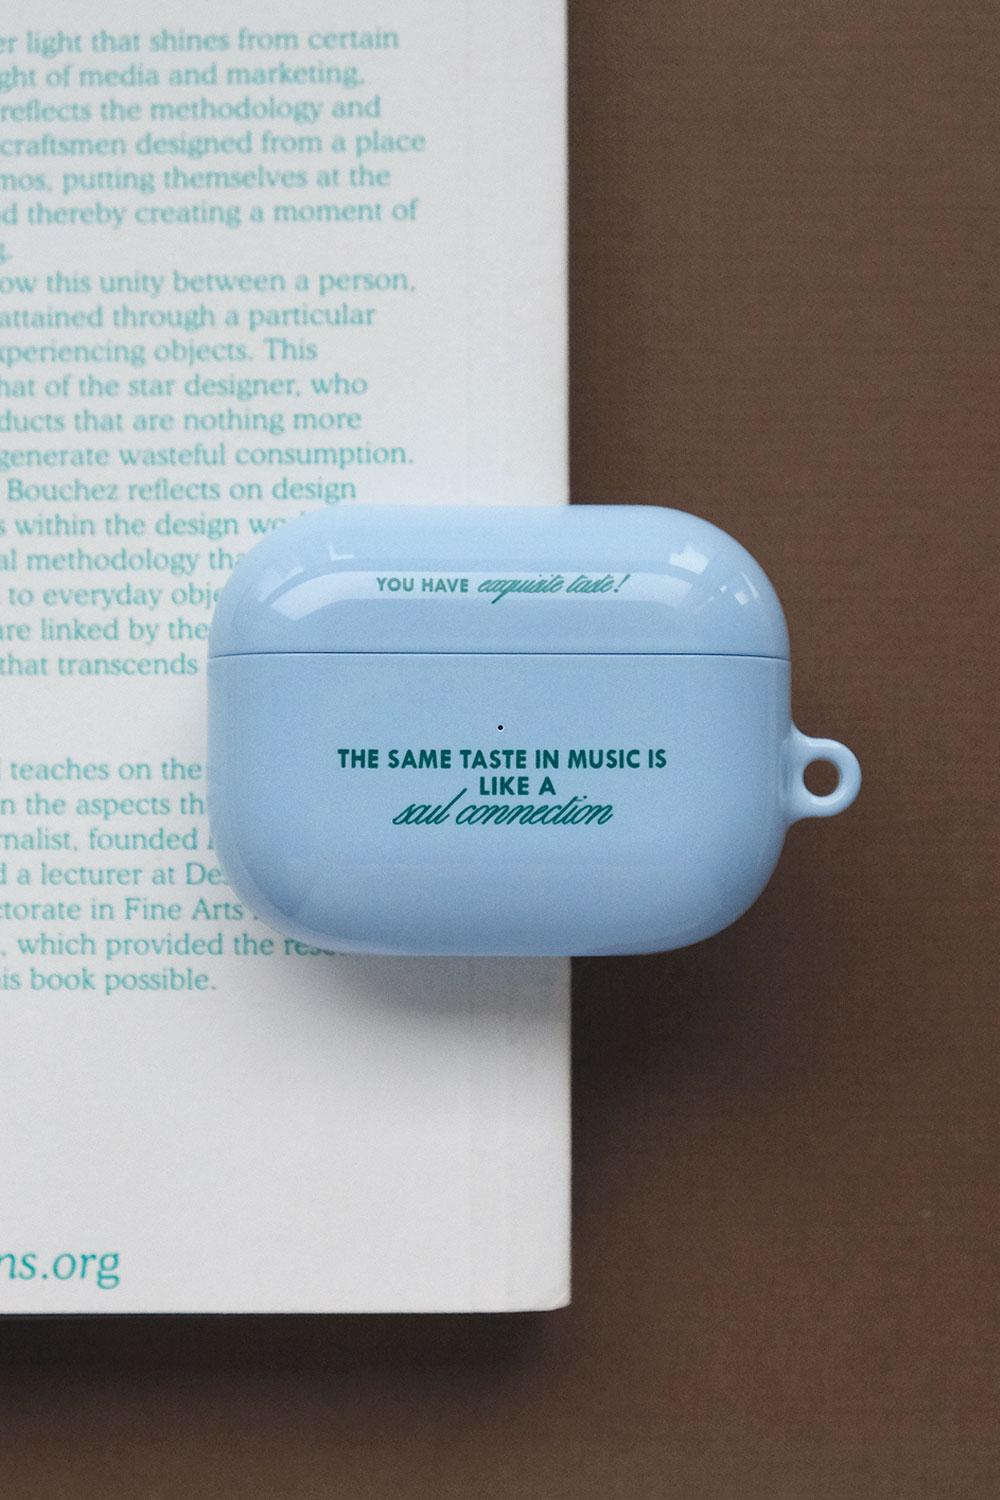 er light that shines from certain
ght of media and marketing,
reflects the methodology and
craftsmen designed from a place
mos, putting themselves at the
d thereby creating a moment of
g.
ow this unity between a person,
attained through a particular
xperiencing objects. This
hat of the star designer, who
ducts that are nothing more
generate wasteful consumption.
Bouchez reflects on design
s within the design wo
al methodology tha
to everyday obje
are linked by the
that transcends
YOU HAVE exquisite taste!
THE SAME TASTE IN MUSIC IS
LIKE A
soul connection
teaches on the
n the aspects th
rnalist, founded
d a lecturer at De
ctorate in Fine Arts
, which provided the rese
is book possible.
ns.org